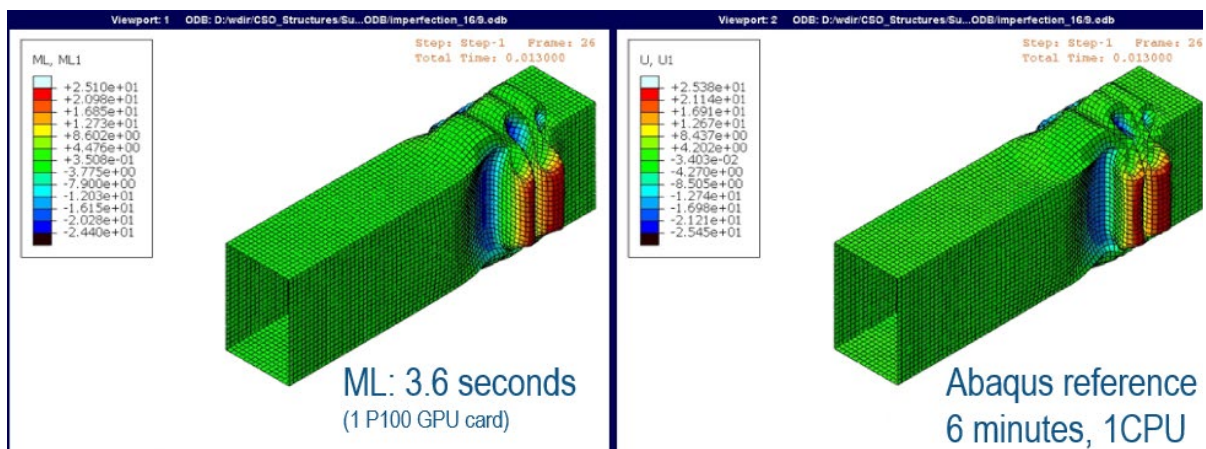 Viewport: 1 ODB: D:/wdir/CSO_Structures/Su...ODB/imperfection_16/9.odb
Step: Step-1 Frame: 26
Total Time: 0.013000
ML, ML1
+2.510e+01
+2.098e+01
+1.685e+01
+1.273e+01
+8.602e+00
+4.476e+00
+3.508e-01
-3.775e+00
-7.900e+00
-1.203e+01
-1.615e+01
-2.028e+01
-2.440e+01
ML: 3.6 seconds
(1 P100 GPU card)
Viewport: 2 ODB: D:/wdir/CSO_Structures/Su...ODB/imperfection_16/9.odb
Step: Step-1 Frame: 26
Total Time: 0.013000
U, U1
+2.538e+01
+2.114e+01
+1.691e+01
+1.267e+01
+8.437e+00
+4.202e+00
-3.403e-02
-4.270e+00
-8.505e+00
-1.274e+01
-1.698e+01
-2.121e+01
-2.545e+01
Abaqus reference
6 minutes, 1CPU